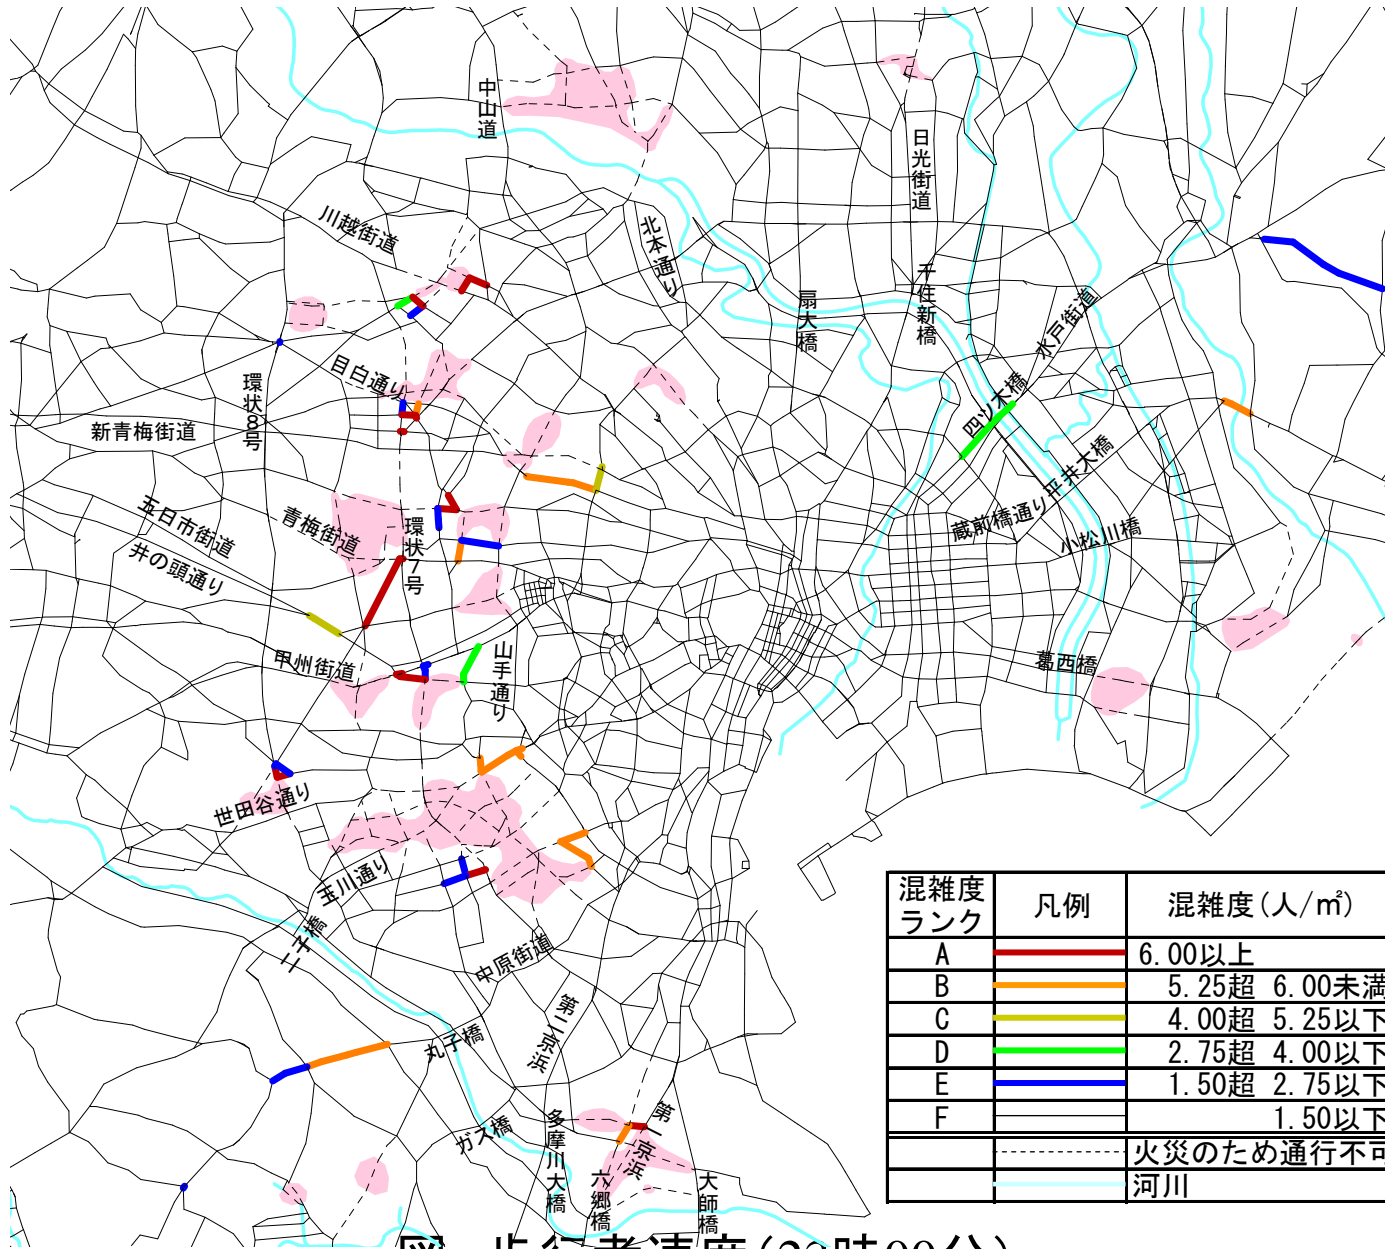 中山道
日光街道
川越街道
北本通り
千住新橋
扇大橋
水戸街道
目白通り
四ツ木橋
環状8号
新青梅街道
平井大橋
五日市街道
青梅街道
環状7号
蔵前橋通り
小松川橋
井の頭通り
甲州街道
山手通り
葛西橋
世田谷通り
玉川通り
二子橋
中原街道
第二京浜
丸子橋
ガス橋
多摩川大橋
六郷橋
第一京浜
大師橋
混雑度ランク 凡例 混雑度(人/㎡)
A 6.00以上
B 5.25超 6.00未満
C 4.00超 5.25以下
D 2.75超 4.00以下
E 1.50超 2.75以下
F 1.50以下
火災のため通行不可
河川